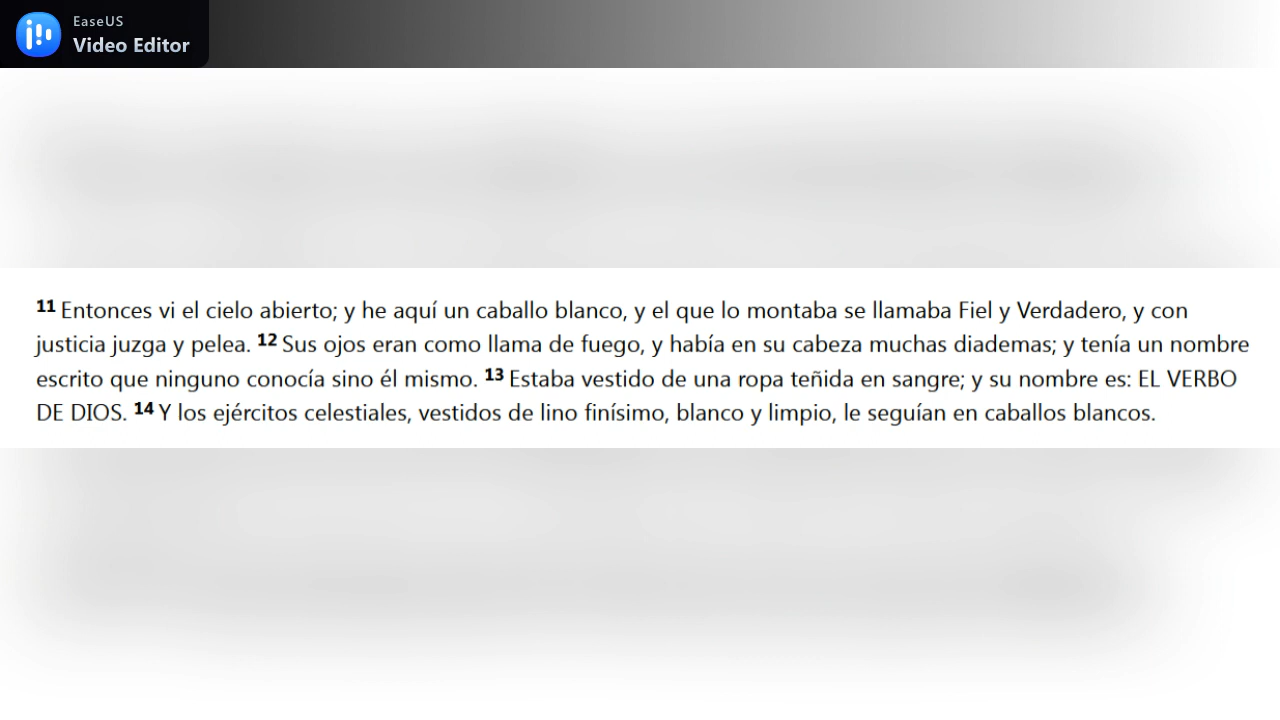 EaseUS
Video Editor
11 Entonces vi el cielo abierto; y he aquí un caballo blanco, y el que lo montaba se llamaba Fiel y Verdadero, y con
justicia juzga y pelea. 12 Sus ojos eran como llama de fuego, y había en su cabeza muchas diademas; y tenía un nombre
escrito que ninguno conocía sino él mismo. 13 Estaba vestido de una ropa teñida en sangre; y su nombre es: EL VERBO
DE DIOS. 14 Y los ejércitos celestiales, vestidos de lino finísimo, blanco y limpio, le seguían en caballos blancos.